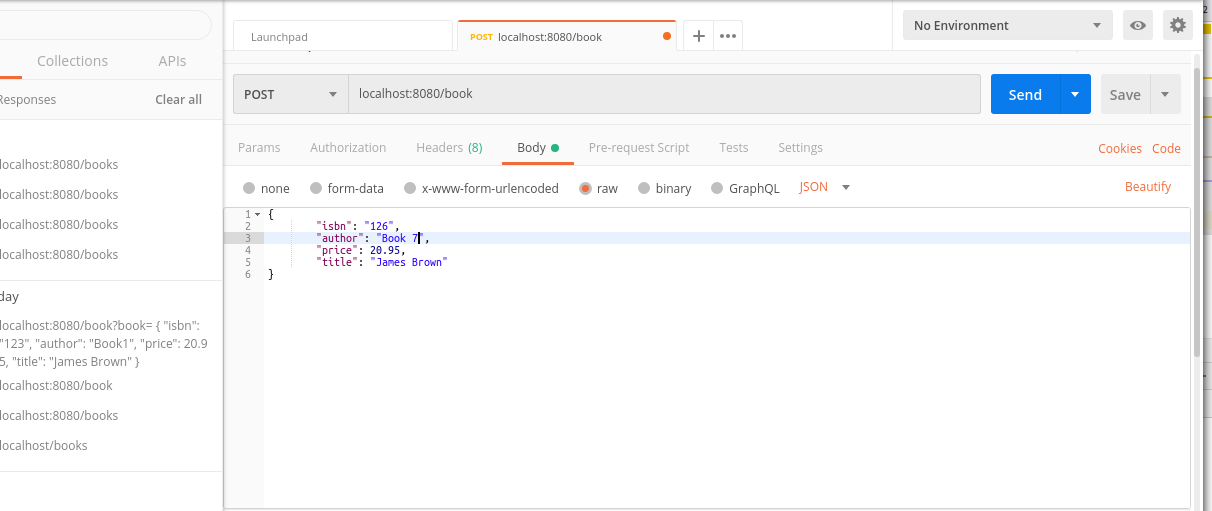 Launchpad
POST localhost:8080/book
No Environment
Collections
APIs
Responses
Clear all
POST
localhost:8080/book
Send
Save
Params
Authorization
Headers (8)
Body
Pre-request Script
Tests
Settings
Cookies
Code
none
form-data
x-www-form-urlencoded
raw
binary
GraphQL
JSON
Beautify
localhost:8080/books
localhost:8080/books
localhost:8080/books
localhost:8080/books
day
localhost:8080/book?book= { "isbn":
"123", "author": "Book1", "price": 20.9
5, "title": "James Brown" }
localhost:8080/book
localhost:8080/books
localhost/books
1 {
2 "isbn": "126",
3 "author": "Book 7",
4 "price": 20.95,
5 "title": "James Brown"
6 }
2